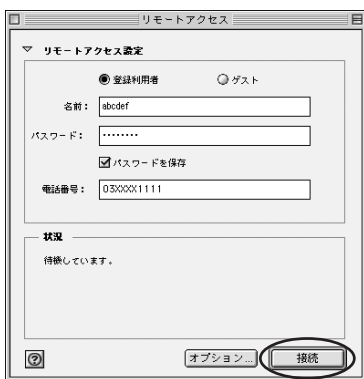 リモートアクセス
リモートアクセス設定
登録利用者 ゲスト
名前： abcdef
パスワード： ········
パスワードを保存
電話番号： 03XXXX1111
状況
待機しています。
? オプション... 接続